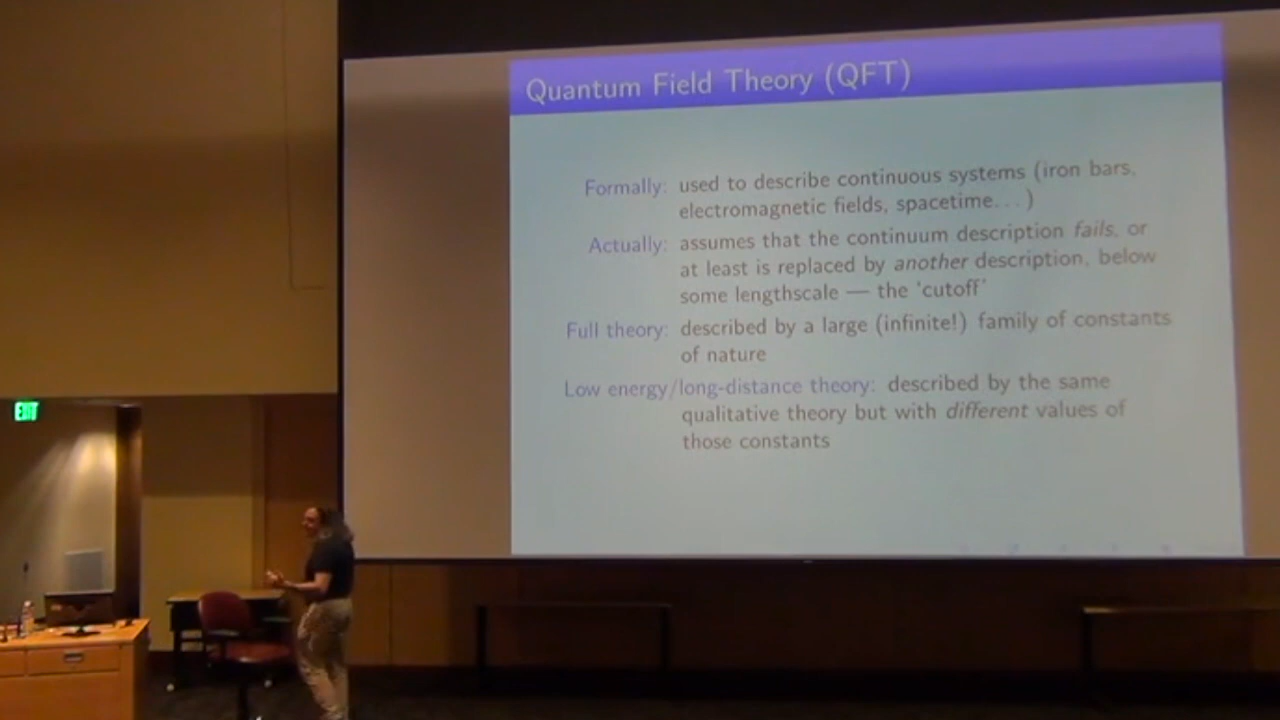 Quantum Field Theory (QFT)
Formally: used to describe continuous systems (iron bars,
electromagnetic fields, spacetime...)
Actually: assumes that the continuum description fails, or
at least is replaced by another description, below
some lengthscale — the 'cutoff'
Full theory: described by a large (infinite!) family of constants
of nature
Low energy/long-distance theory: described by the same
qualitative theory but with different values of
those constants
EXIT